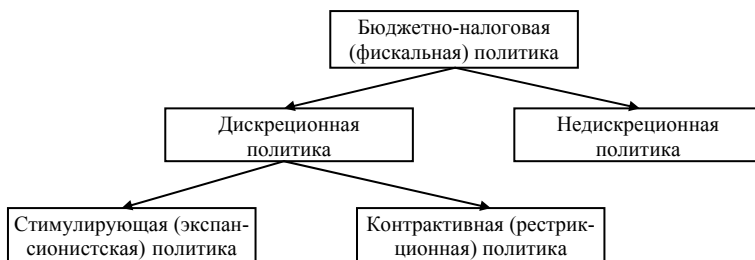 Бюджетно-налоговая
(фискальная) политика
Дискреционная
политика
Недискреционная
политика
Стимулирующая (экспан-
сионистская) политика
Контрактивная (рестрик-
ционная) политика